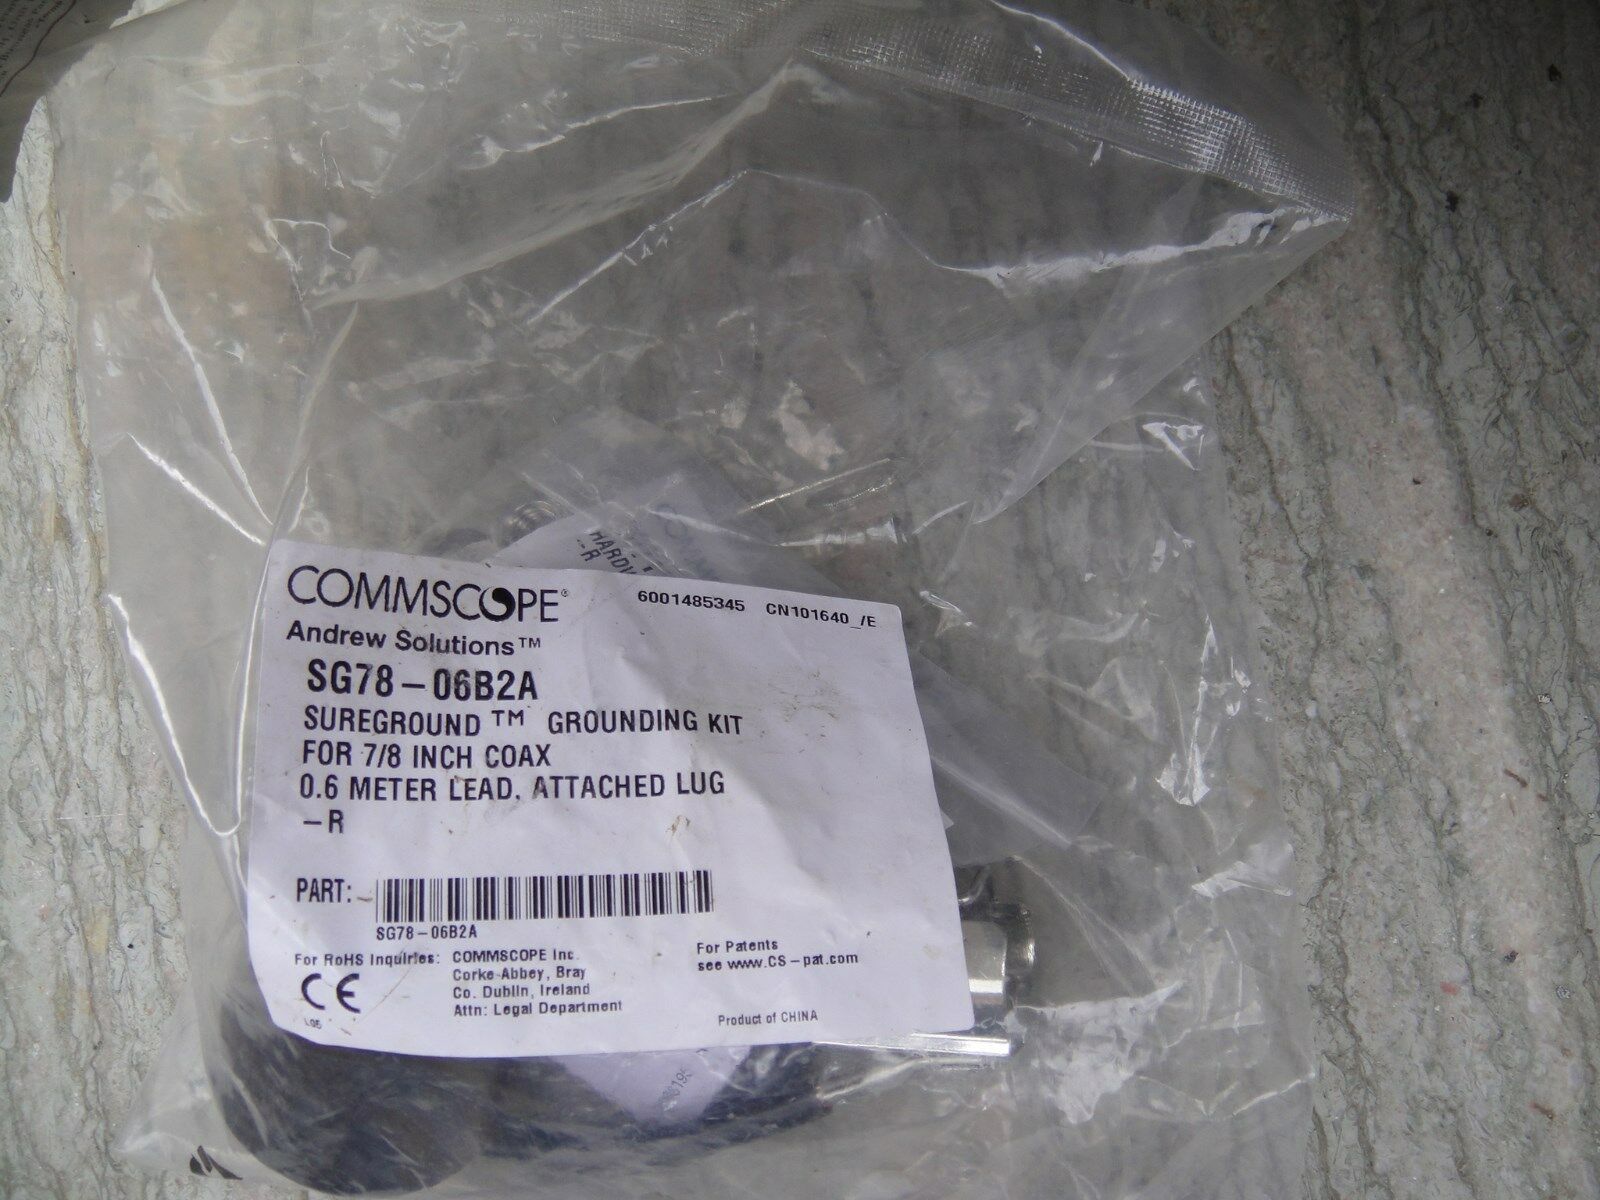 COMMSCOPE®
6001485345 CN101640_/E
Andrew Solutions™
SG78-06B2A
SUREGROUND ™ GROUNDING KIT
FOR 7/8 INCH COAX
0.6 METER LEAD, ATTACHED LUG
-R
PART:
SG78-06B2A
For RoHS Inquiries: COMMSCOPE Inc.
Corke Abbey, Bray
Co. Dublin, Ireland
Attn: Legal Department
For Patents
see www.CS-pat.com
CE
L05
Product of CHINA
-R